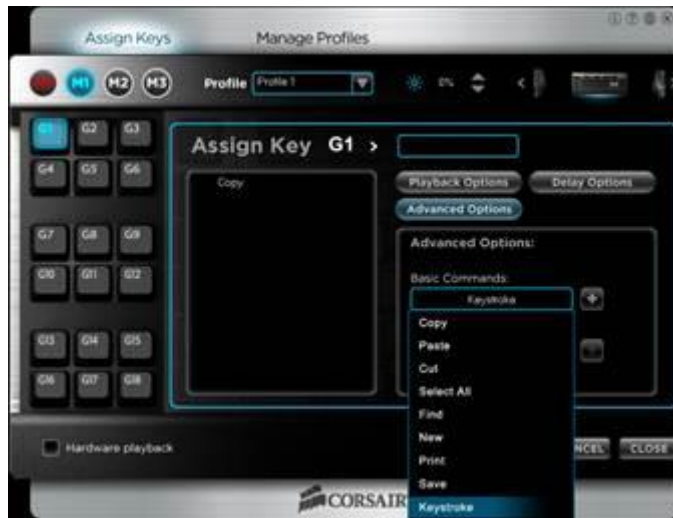 Assign Keys Manage Profiles
M1 M2 M3 Profile Profile 1 0%
G1 G2 G3
Assign Key G1 >
G4 G5 G6
Copy
Playback Options Delay Options
Advanced Options
G7 G8 G9
Advanced Options:
G10 G11 G12
Basic Commands:
Keystroke
Copy
G13 G14 G15
Paste
Cut
G16 G17 G18
Select All
Find
New
Hardware playback
NCEL CLOSE
Print
Save
CORSAIR
Keystroke